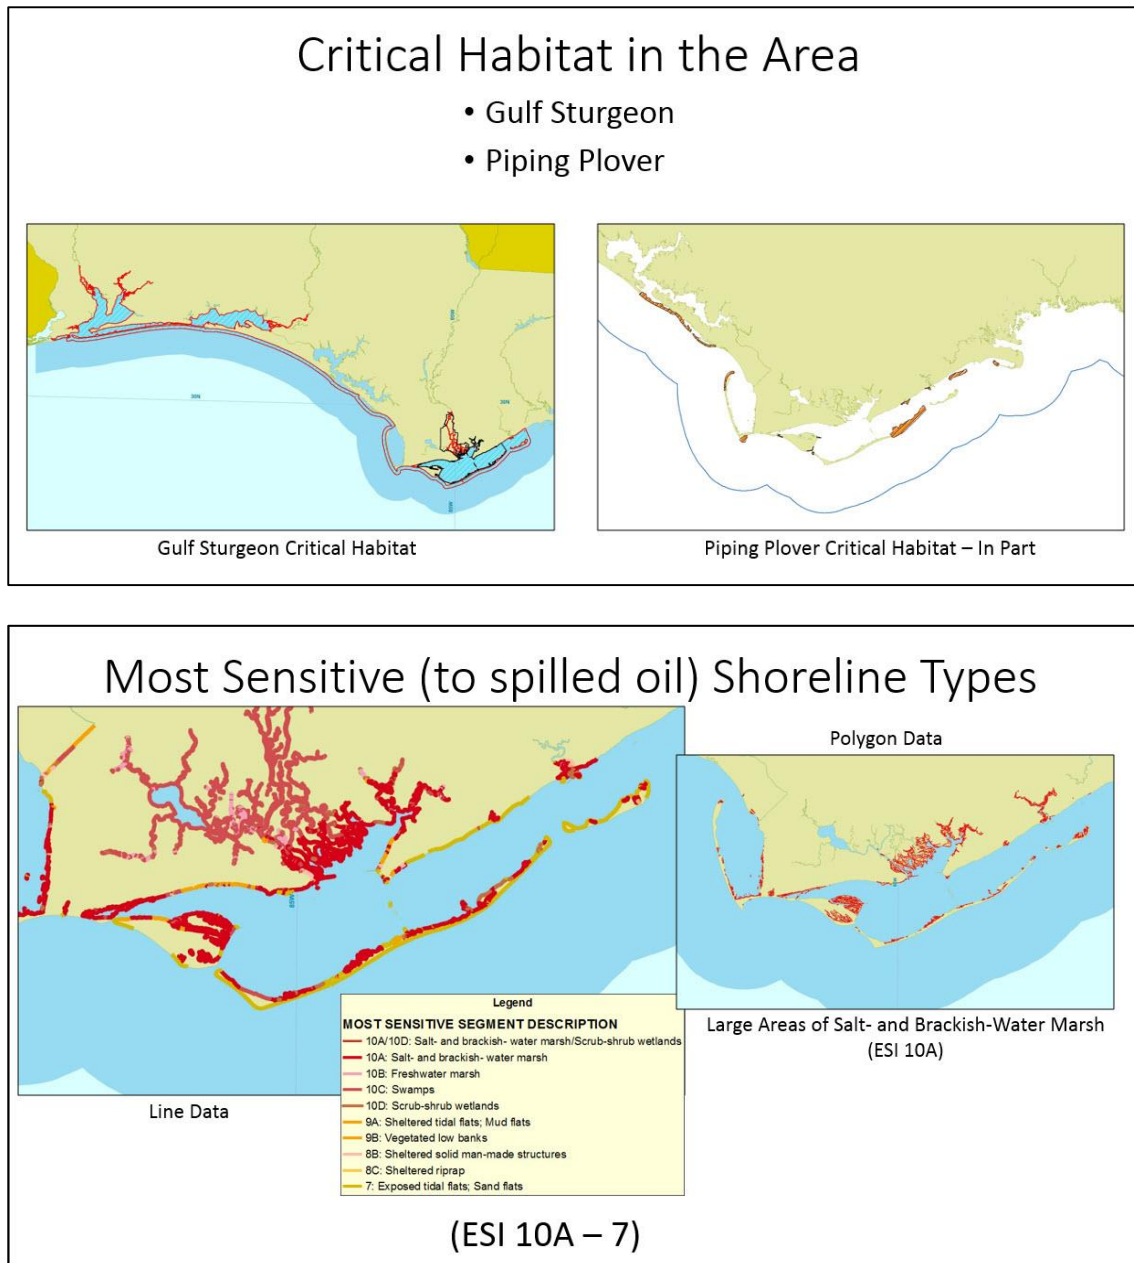 Critical Habitat in the Area
• Gulf Sturgeon
• Piping Plover
85W
30N
30N
85W
Gulf Sturgeon Critical Habitat
Piping Plover Critical Habitat – In Part
Most Sensitive (to spilled oil) Shoreline Types
Polygon Data
85W
Legend
MOST SENSITIVE SEGMENT DESCRIPTION
10A/10D: Salt- and brackish- water marsh/Scrub-shrub wetlands
10A: Salt- and brackish- water marsh
10B: Freshwater marsh
10C: Swamps
10D: Scrub-shrub wetlands
9A: Sheltered tidal flats; Mud flats
9B: Vegetated low banks
8B: Sheltered solid man-made structures
8C: Sheltered riprap
7: Exposed tidal flats; Sand flats
Line Data
Large Areas of Salt- and Brackish-Water Marsh
(ESI 10A)
(ESI 10A – 7)